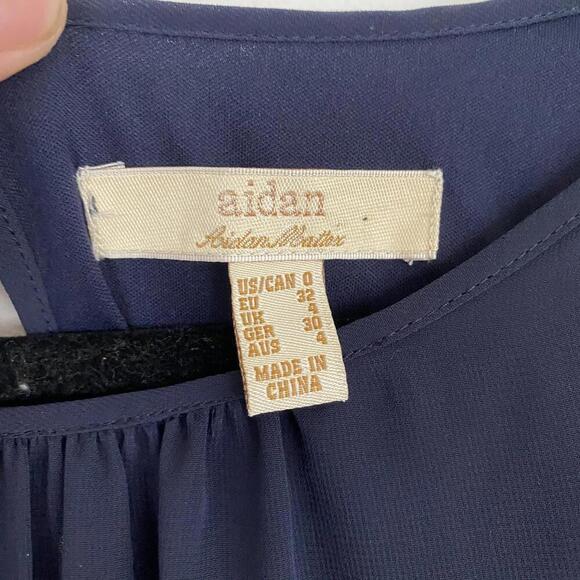 aidan
Aidan Mattox
US/CAN 0
EU 32
UK 4
GER 30
AUS 4
MADE IN
CHINA